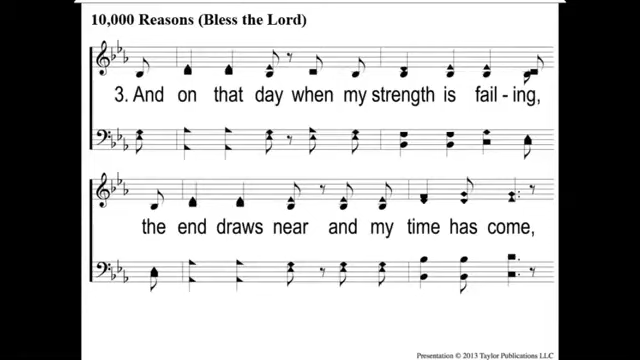 10,000 Reasons (Bless the Lord)
3. And on that day when my strength is fail - ing,
the end draws near and my time has come,
Presentation © 2013 Taylor Publications LLC